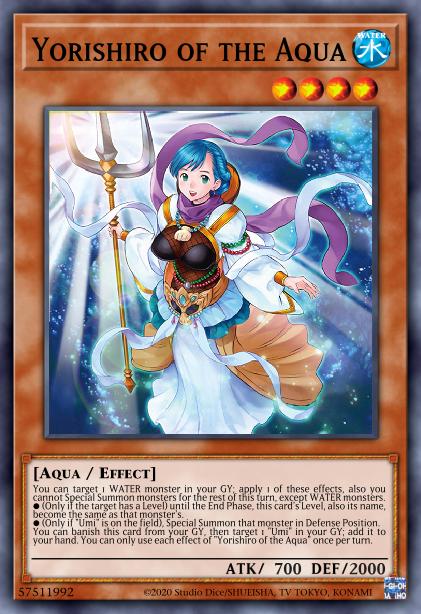 YORISHIRO OF THE AQUA
WATER
水
[AQUA / EFFECT]
You can target 1 WATER monster in your GY; apply 1 of these effects, also you
cannot Special Summon monsters for the rest of this turn, except WATER monsters.
● (Only if the target has a Level) until the End Phase, this card's Level, also its name,
become the same as that monster's.
● (Only if "Umi" is on the field), Special Summon that monster in Defense Position.
You can banish this card from your GY, then target 1 "Umi" in your GY; add it
to your hand. You can only use each effect of "Yorishiro of the Aqua" once per turn.
ATK/ 700 DEF/2000
57511992
©2020 Studio Dice/SHUEISHA, TV TOKYO, KONAMI